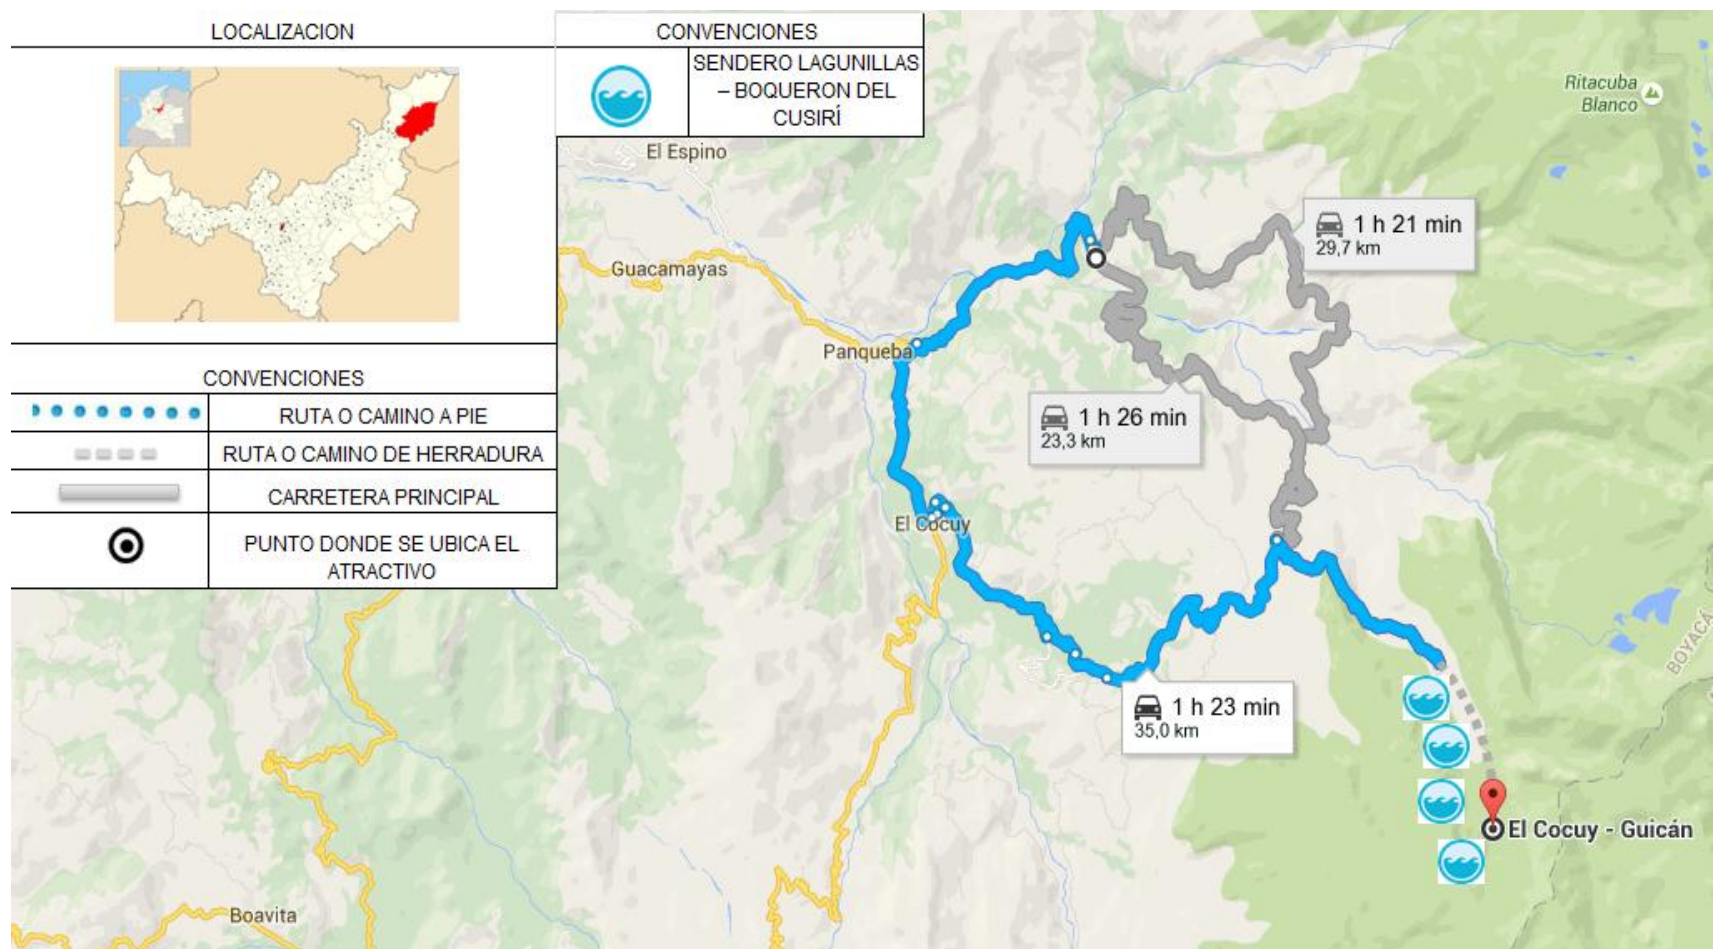 LOCALIZACION
CONVENCIONES
SENDERO LAGUNILLAS
– BOQUERON DEL
CUSIRÍ
CONVENCIONES
RUTA O CAMINO A PIE
RUTA O CAMINO DE HERRADURA
CARRETERA PRINCIPAL
PUNTO DONDE SE UBICA EL
ATRACTIVO
Ritacuba
Blanco
El Espino
1 h 21 min
29,7 km
Guacamayas
Panqueba
1 h 26 min
23,3 km
El Cocuy
BOYACÁ
1 h 23 min
35,0 km
El Cocuy - Guicán
Boavita